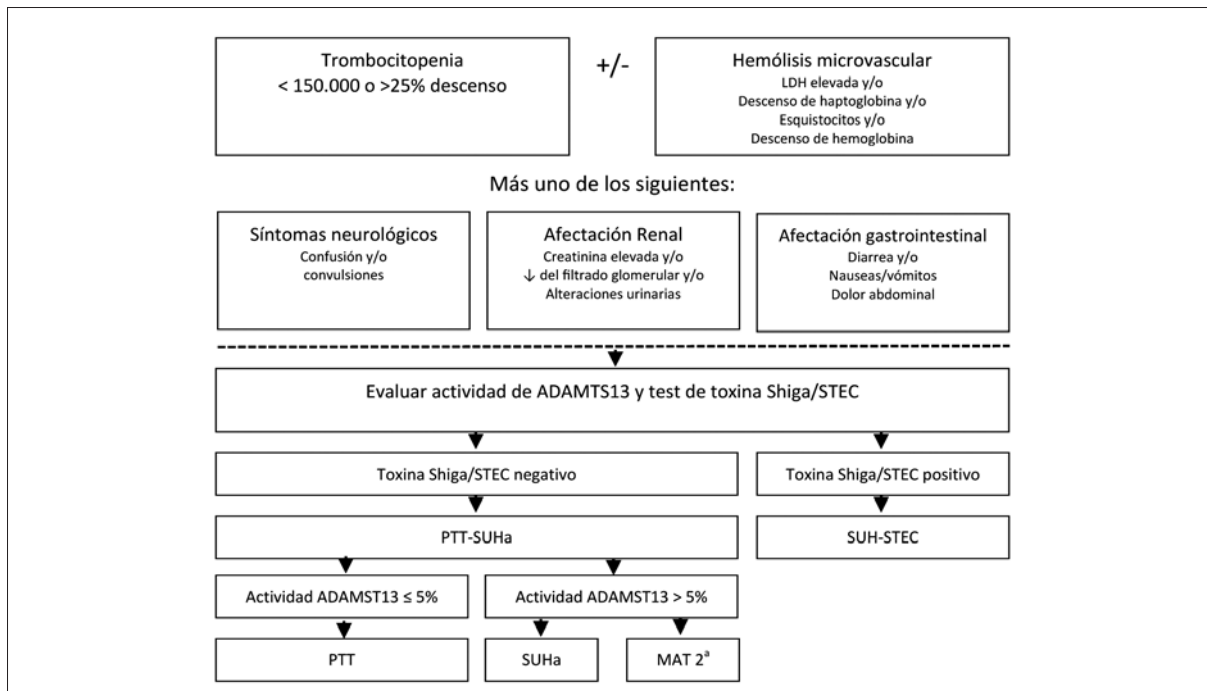 Trombocitopenia
< 150.000 o >25% descenso
+/-
Hemólisis microvascular
LDH elevada y/o
Descenso de haptoglobina y/o
Esquistocitos y/o
Descenso de hemoglobina
Más uno de los siguientes:
Síntomas neurológicos
Confusión y/o
convulsiones
Afectación Renal
Creatinina elevada y/o
↓ del filtrado glomerular y/o
Alteraciones urinarias
Afectación gastrointestinal
Diarrea y/o
Nauseas/vómitos
Dolor abdominal
Evaluar actividad de ADAMTS13 y test de toxina Shiga/STEC
Toxina Shiga/STEC negativo
Toxina Shiga/STEC positivo
PTT-SUHa
SUH-STEC
Actividad ADAMST13 ≤ 5%
Actividad ADAMST13 > 5%
PTT
SUHa
MAT 2ª